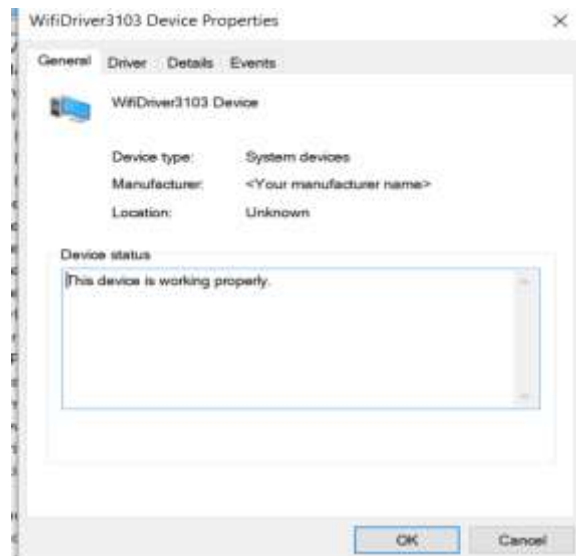 WifiDriver3103 Device Properties
General Driver Details Events
WifiDriver3103 Device
Device type: System devices
Manufacturer: <Your manufacturer name>
Location: Unknown
Device status
This device is working properly.
OK Cancel